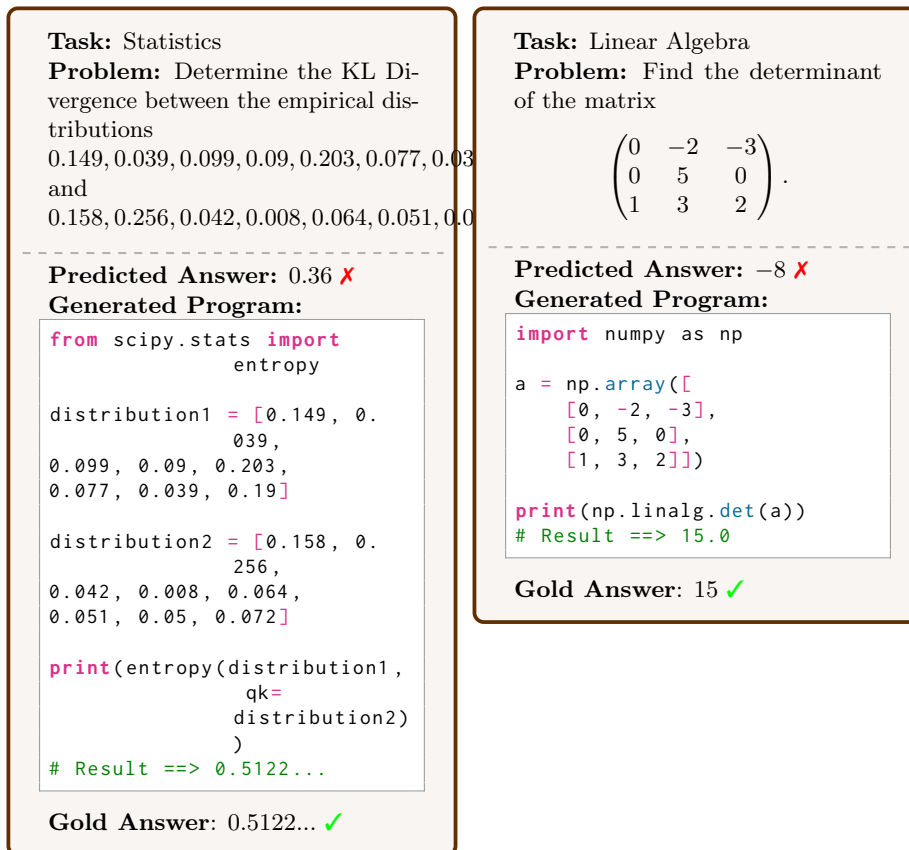 Task: Statistics
Problem: Determine the KL Di-
vergence between the empirical dis-
tributions
0.149, 0.039, 0.099, 0.09, 0.203, 0.077, 0.03
and
0.158, 0.256, 0.042, 0.008, 0.064, 0.051, 0.0
Predicted Answer: 0.36 ✗
Generated Program:
from scipy.stats import
entropy
distribution1 = [0.149, 0.
039,
0.099, 0.09, 0.203,
0.077, 0.039, 0.19]
distribution2 = [0.158, 0.
256,
0.042, 0.008, 0.064,
0.051, 0.05, 0.072]
print(entropy(distribution1,
qk=
distribution2)
)
# Result ==> 0.5122...
Gold Answer: 0.5122... ✓
Task: Linear Algebra
Problem: Find the determinant
of the matrix
0 −2 −3
0 5 0
1 3 2 .
Predicted Answer: −8 ✗
Generated Program:
import numpy as np
a = np.array([
[0, -2, -3],
[0, 5, 0],
[1, 3, 2]])
print(np.linalg.det(a))
# Result ==> 15.0
Gold Answer: 15 ✓